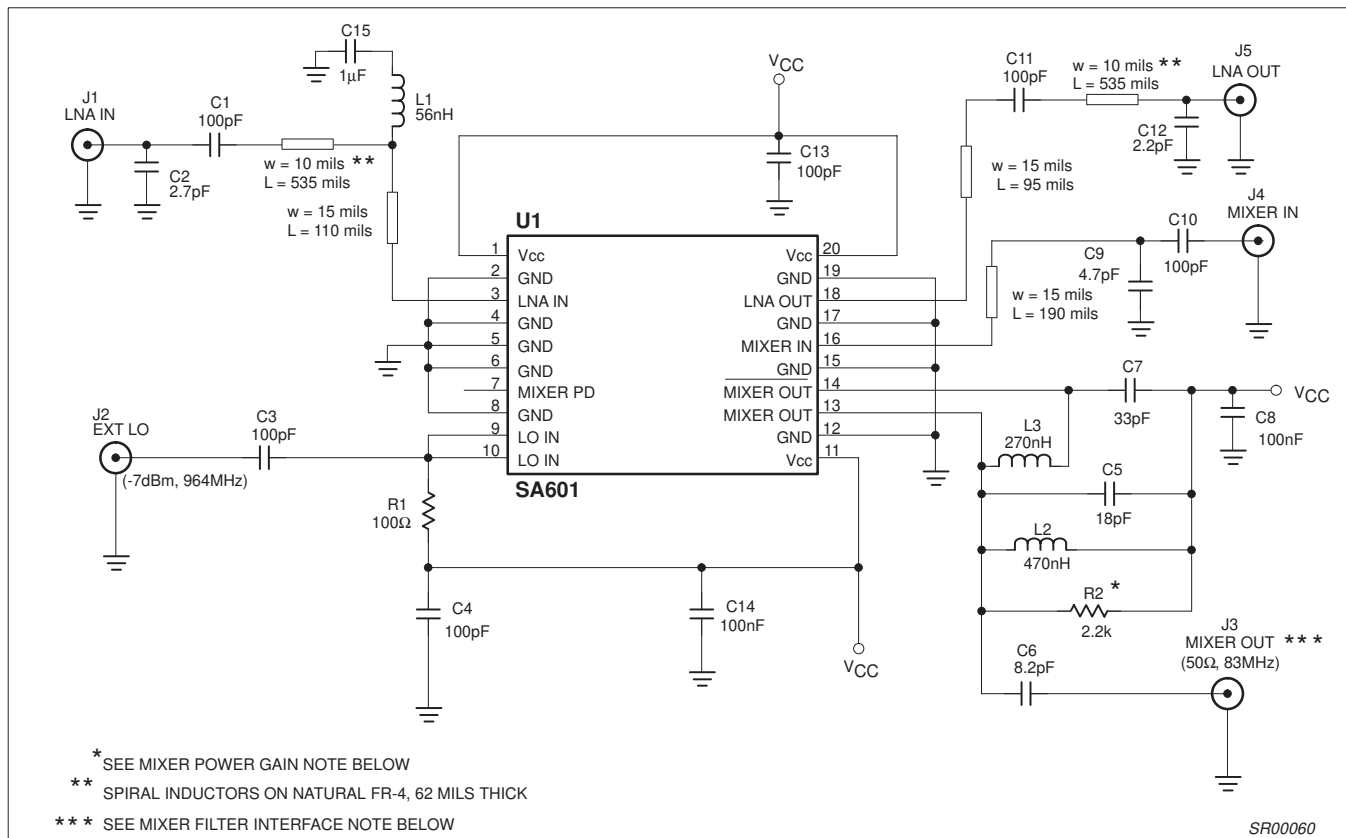 C15
1μF
L1
56nH
J1
LNA IN
C1
100pF
C2
2.7pF
w = 10 mils **
L = 535 mils
w = 15 mils
L = 110 mils
VCC
C13
100pF
C11
100pF
w = 10 mils **
L = 535 mils
J5
LNA OUT
C12
2.2pF
w = 15 mils
L = 95 mils
J4
MIXER IN
C10
100pF
C9
4.7pF
w = 15 mils
L = 190 mils
U1
1 Vcc
2 GND
3 LNA IN
4 GND
5 GND
6 GND
7 MIXER PD
8 GND
9 LO IN
10 LO IN
Vcc 20
GND 19
LNA OUT 18
GND 17
MIXER IN 16
GND 15
MIXER OUT 14
MIXER OUT 13
GND 12
Vcc 11
SA601
J2
EXT LO
(-7dBm, 964MHz)
C3
100pF
R1
100Ω
C4
100pF
C14
100nF
VCC
C7
33pF
VCC
C8
100nF
L3
270nH
C5
18pF
L2
470nH
R2 *
2.2k
C6
8.2pF
J3
MIXER OUT ***
(50Ω, 83MHz)
* SEE MIXER POWER GAIN NOTE BELOW
** SPIRAL INDUCTORS ON NATURAL FR-4, 62 MILS THICK
*** SEE MIXER FILTER INTERFACE NOTE BELOW
SR00060